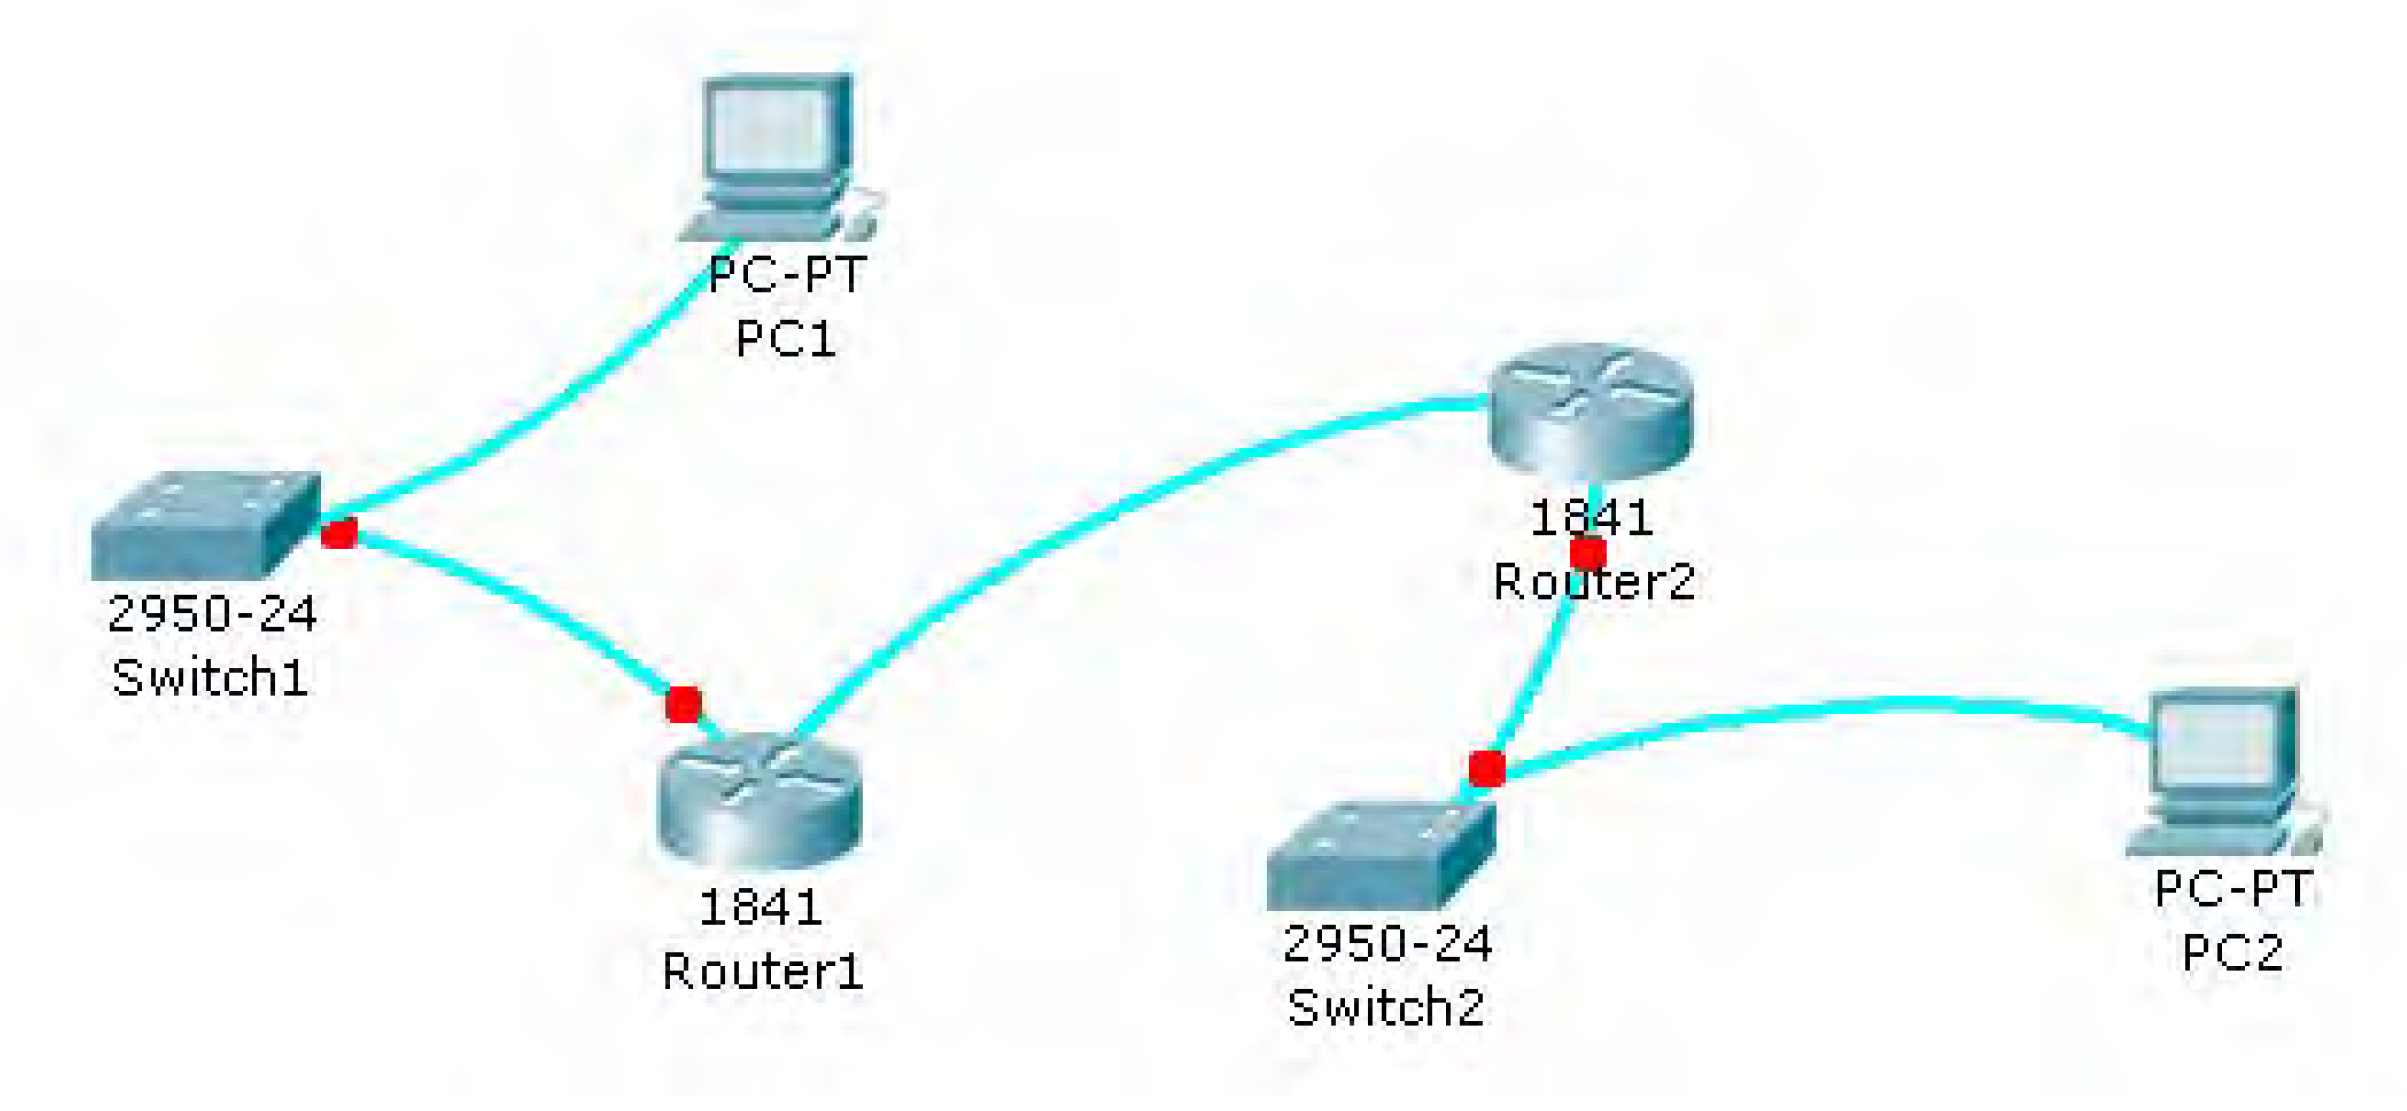 PC-PT
PC1
1841
Router2
2950-24
Switch1
1841
Router1
2950-24
Switch2
PC-PT
PC2